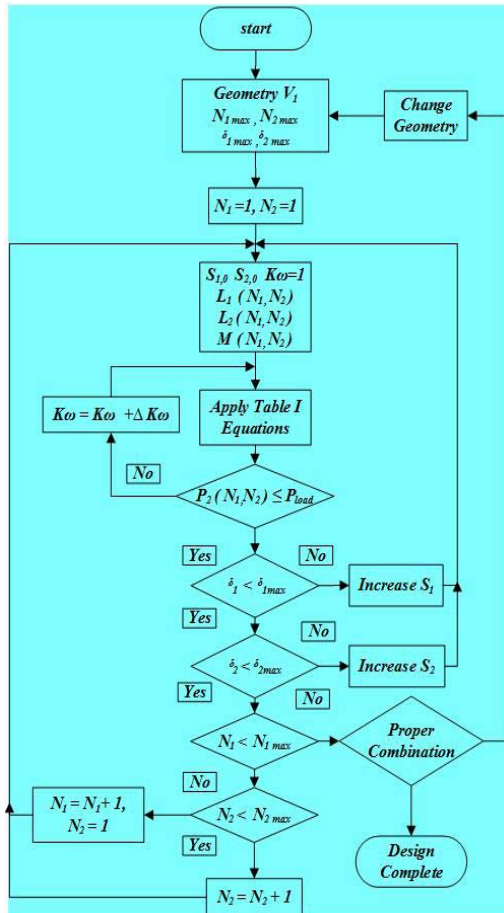 start
Geometry V₁
N₁ max , N₂ max
δ₁ max , δ₂ max
Change
Geometry
N₁ =1, N₂ =1
S₁,₀ S₂,₀ Kω=1
L₁ ( N₁, N₂ )
L₂ ( N₁, N₂ )
M ( N₁, N₂ )
Kω = Kω +Δ Kω
Apply Table I
Equations
No
P₂ ( N₁, N₂ ) ≤ Pload
Yes
No
δ₁ < δ₁max
Increase S₁
Yes
No
δ₂ < δ₂max
Increase S₂
Yes
No
N₁ < N₁ max
Proper
Combination
No
N₁ = N₁ + 1,
N₂ = 1
N₂ < N₂ max
Yes
Design
Complete
N₂ = N₂ + 1